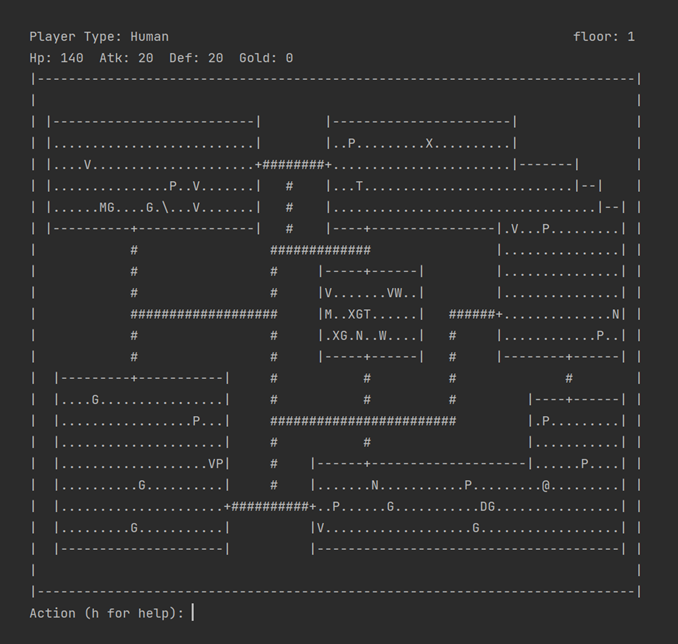 Player Type: Human                                                    floor: 1
Hp: 140  Atk: 20  Def: 20  Gold: 0
|-----------------------------------------------------------------------------|
|                                                                             |
| |--------------------------|        |-----------------------|               |
| |..........................|        |..P.........X..........|               |
| |....V.....................+########+.......................|-------|       |
| |...............P..V.......|   #    |...T...........................|--|    |
| |......MG....G.\...V.......|   #    |..................................|--| |
| |----------+---------------|   #    |----+----------------|.V...P.........| |
|            #                 #############                |...............| |
|            #                 #     |-----+------|         |...............| |
|            #                 #     |V.......VW..|         |...............| |
|            ###################     |M..XGT......|   ######+..............N| |
|            #                 #     |.XG.N..W....|   #     |............P..| |
|            #                 #     |-----+------|   #     |--------+------| |
|  |---------+-----------|     #           #          #              #        |
|  |....G................|     #           #          #         |----+------| |
|  |.................P...|     ########################         |.P.........| |
|  |.....................|     #           #                    |...........| |
|  |...................VP|     #    |------+--------------------|......P....| |
|  |..........G..........|     #    |.......N...........P.........@.........| |
|  |.....................+##########+..P......G...........DG................| |
|  |.........G...........|          |V...................G..................| |
|  |---------------------|          |---------------------------------------| |
|                                                                             |
|-----------------------------------------------------------------------------|
Action (h for help):